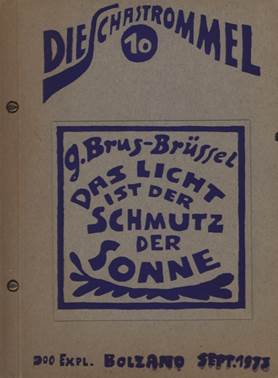 DIE SCHASTROMMEL
10
g. Brus-Brüssel
DAS LICHT
IST DER
SCHMUTZ
DER
SONNE
300 EXPL. BOLZANO SEPT. 1973